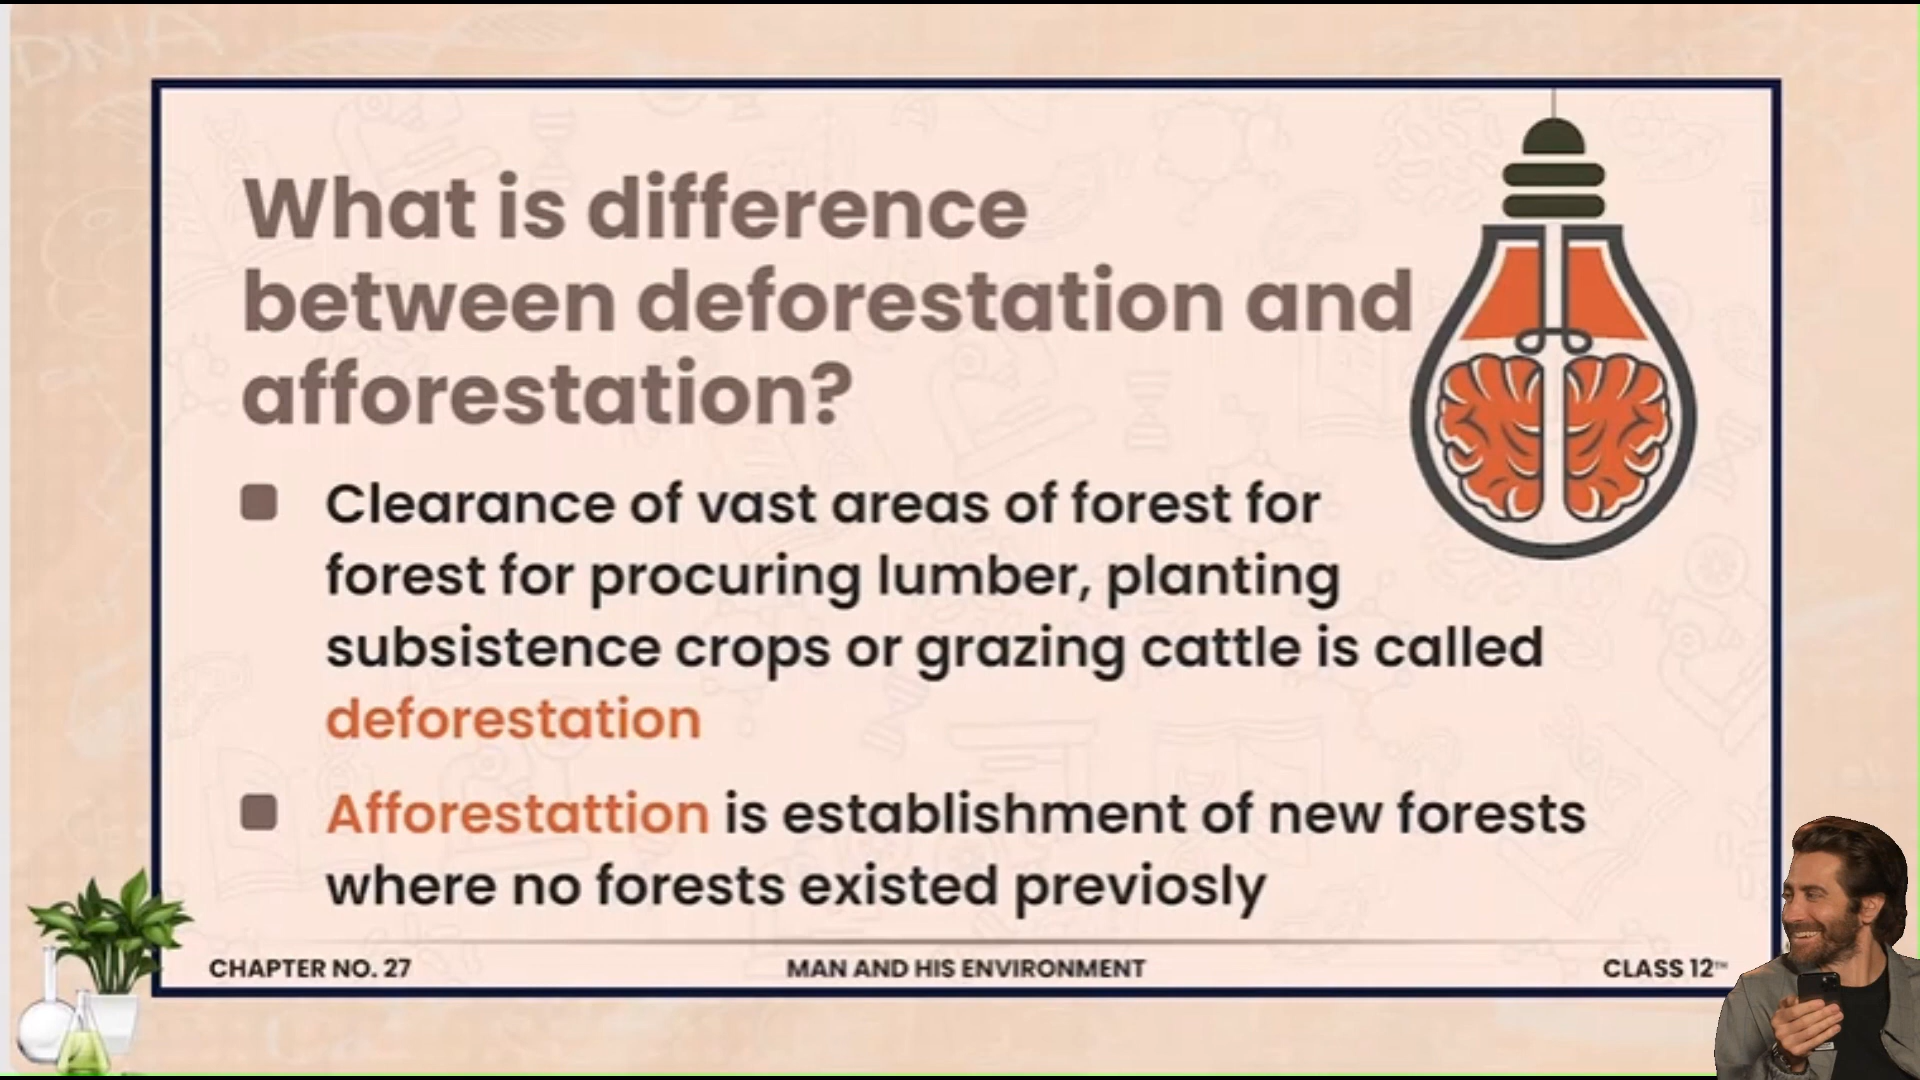 DNA
What is difference
between deforestation and
afforestation?
Clearance of vast areas of forest for
forest for procuring lumber, planting
subsistence crops or grazing cattle is called
deforestation
Afforestattion is establishment of new forests
where no forests existed previosly
CHAPTER NO. 27 MAN AND HIS ENVIRONMENT CLASS 12TH